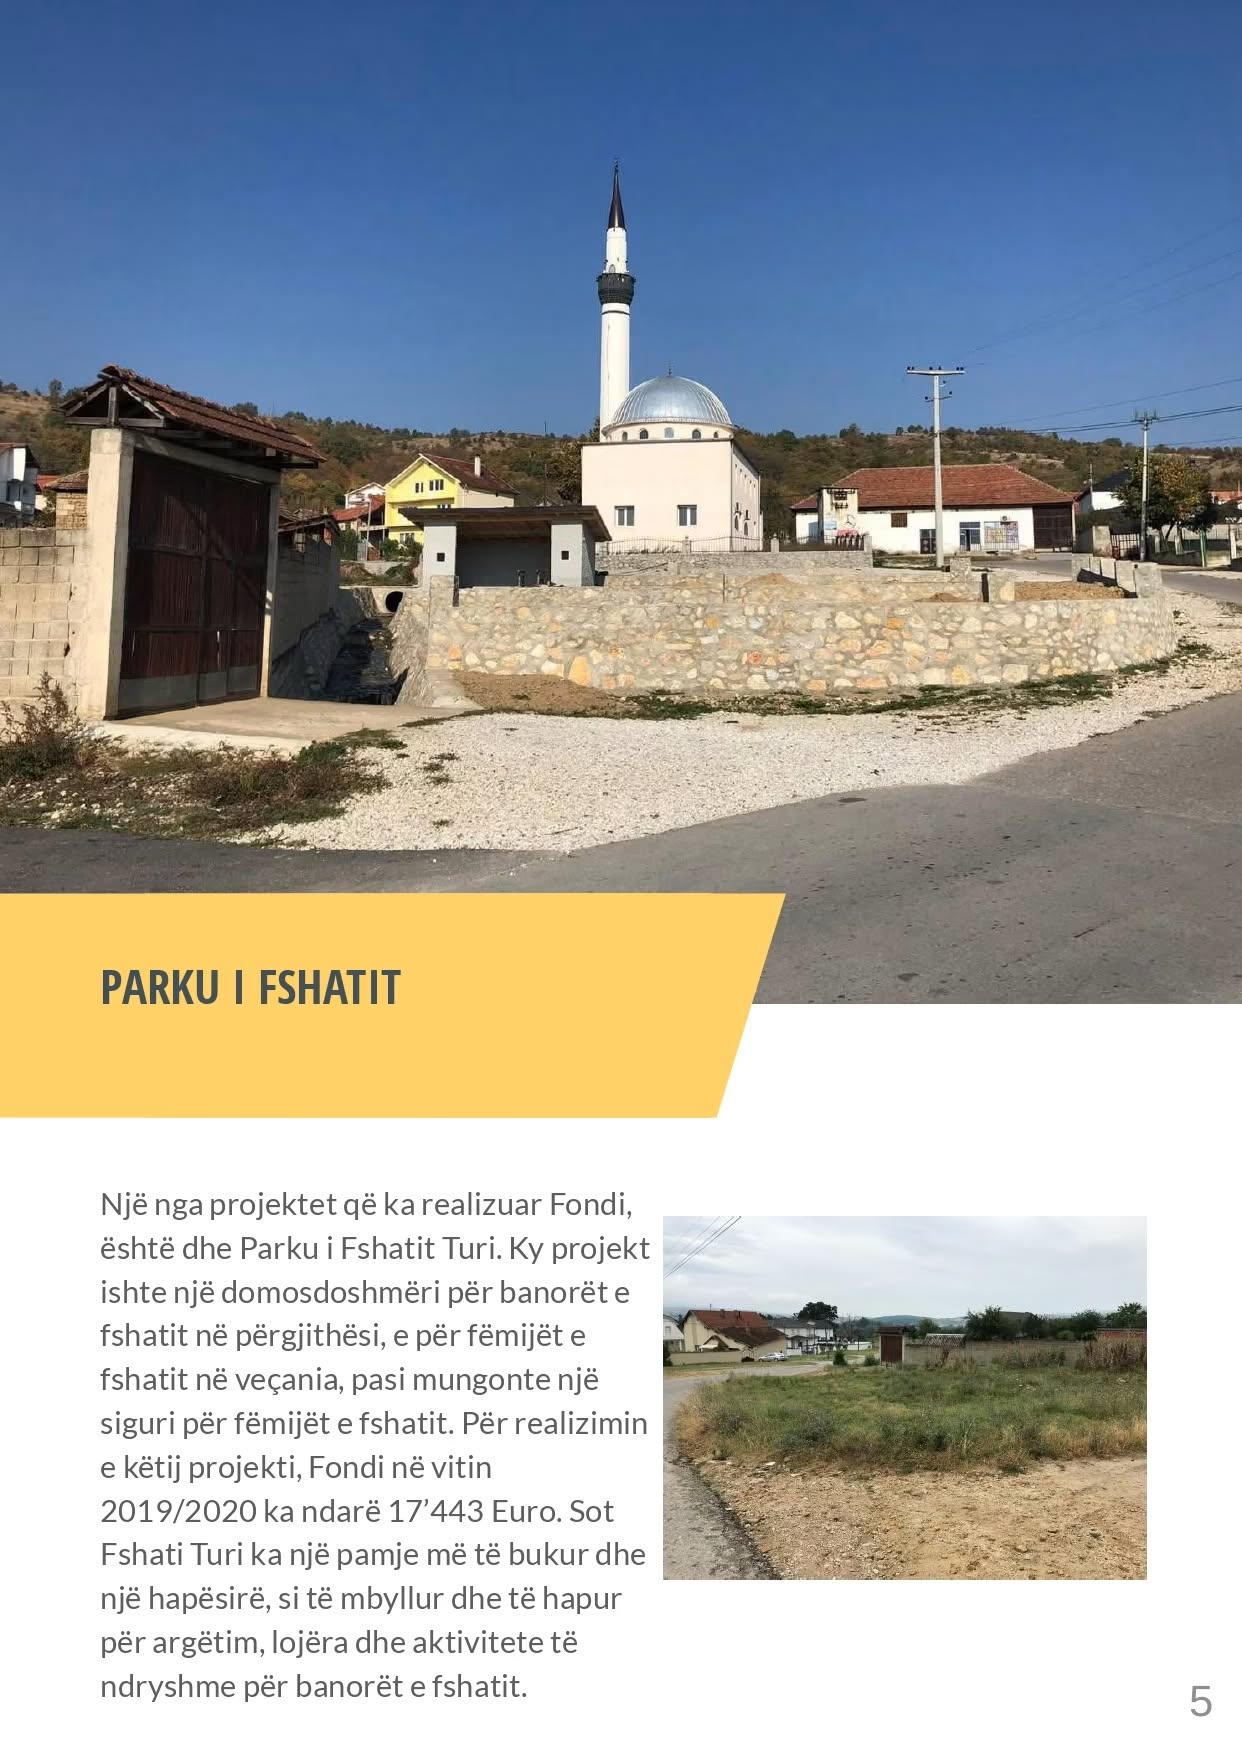 PARKU I FSHATIT
Një nga projektet që ka realizuar Fondi,
është dhe Parku i Fshatit Turi. Ky projekt
ishte një domosdoshmëri për banorët e
fshatit në përgjithësi, e për fëmijët e
fshatit në veçania, pasi mungonte një
siguri për fëmijët e fshatit. Për realizimin
e këtij projekti, Fondi në vitin
2019/2020 ka ndarë 17’443 Euro. Sot
Fshati Turi ka një pamje më të bukur dhe
një hapësirë, si të mbyllur dhe të hapur
për argëtim, lojëra dhe aktivitete të
ndryshme për banorët e fshatit.
5